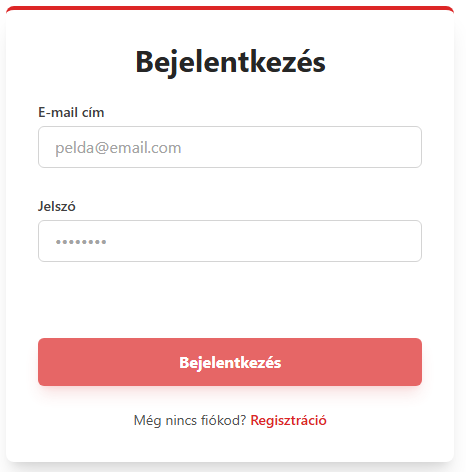 Bejelentkezés
E-mail cím
pelda@email.com
Jelszó
••••••••
Bejelentkezés
Még nincs fiókod? Regisztráció